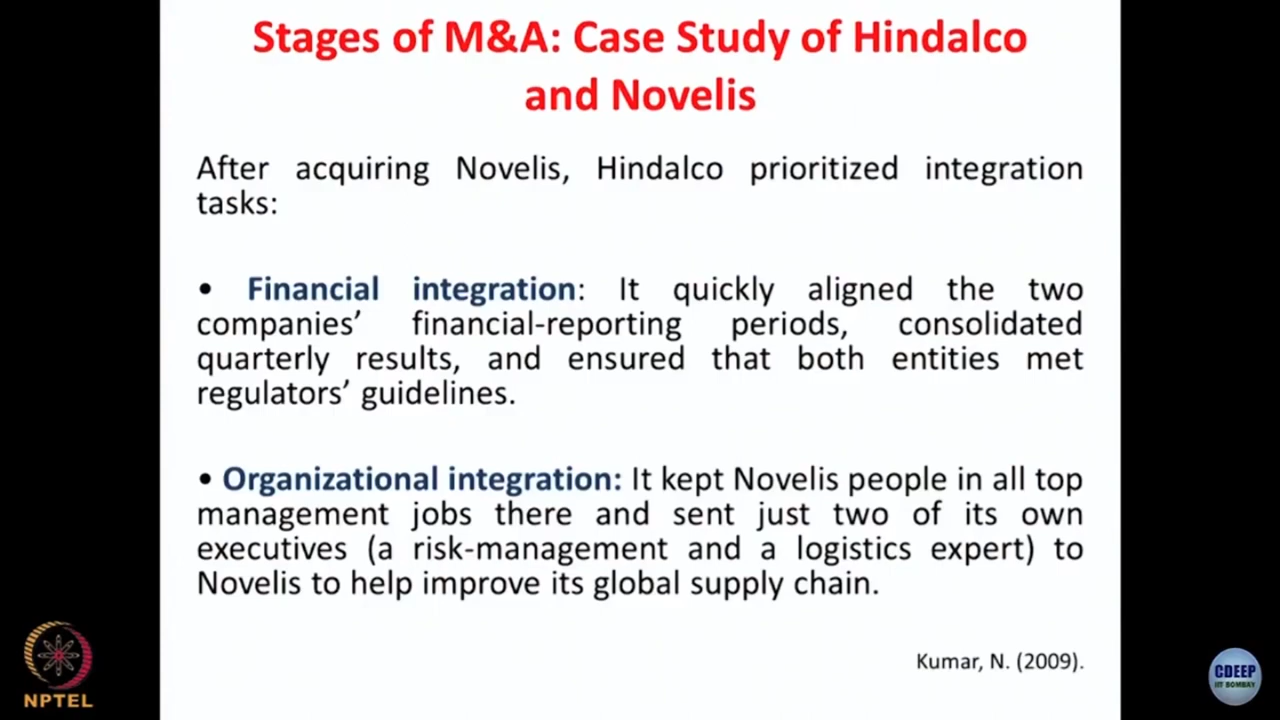 Stages of M&A: Case Study of Hindalco
and Novelis
After acquiring Novelis, Hindalco prioritized integration
tasks:
• Financial integration: It quickly aligned the two
companies’ financial-reporting periods, consolidated
quarterly results, and ensured that both entities met
regulators’ guidelines.
• Organizational integration: It kept Novelis people in all top
management jobs there and sent just two of its own
executives (a risk-management and a logistics expert) to
Novelis to help improve its global supply chain.
Kumar, N. (2009).
NPTEL
CDEEP
IIT BOMBAY